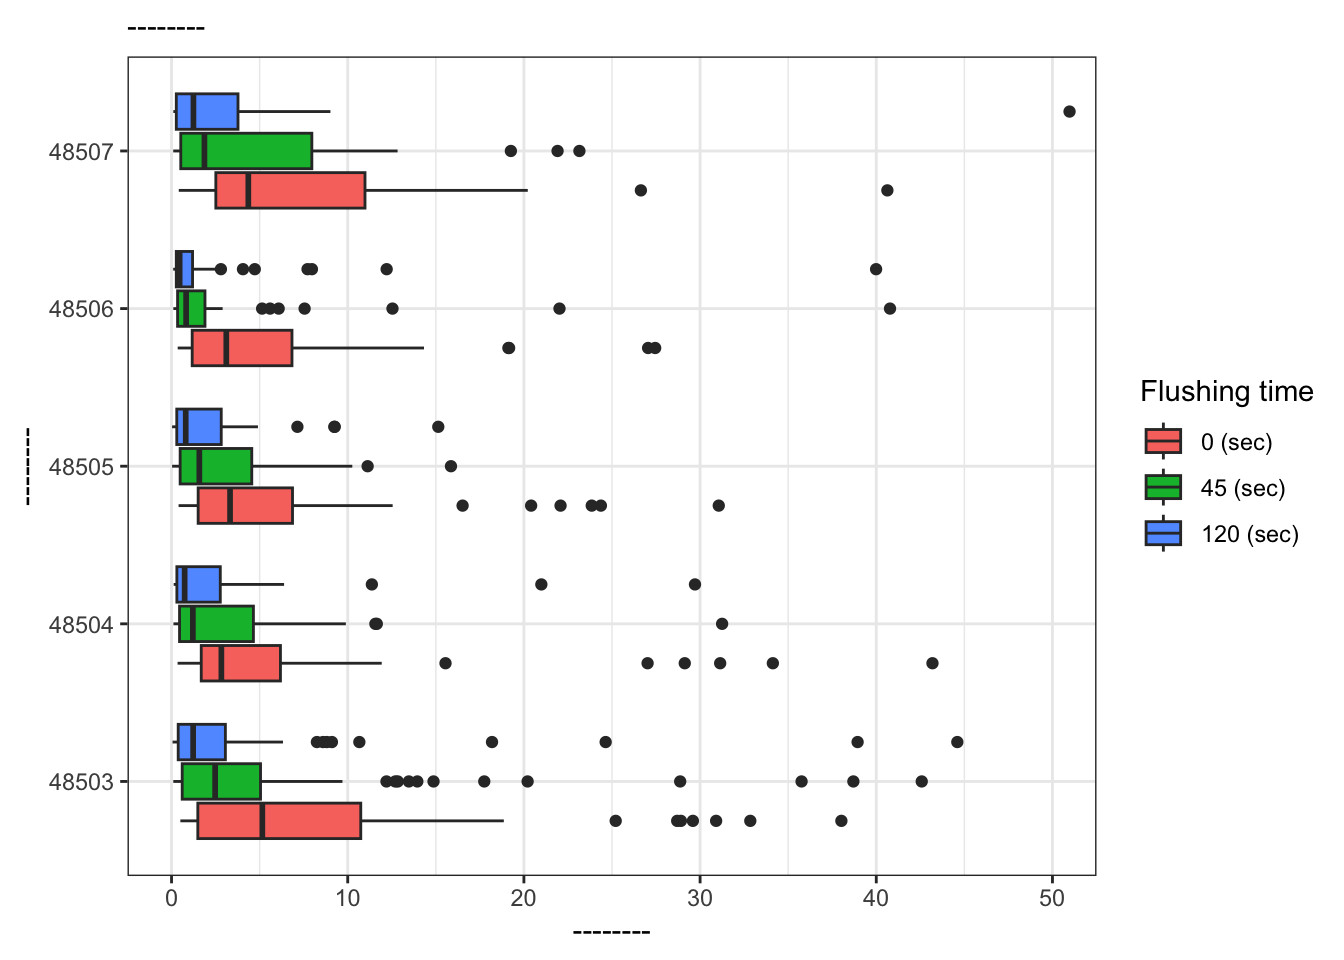 ---------
48507
48506
48505
48504
48503
---------
0 10 20 30 40 50
---------
Flushing time
0 (sec)
45 (sec)
120 (sec)